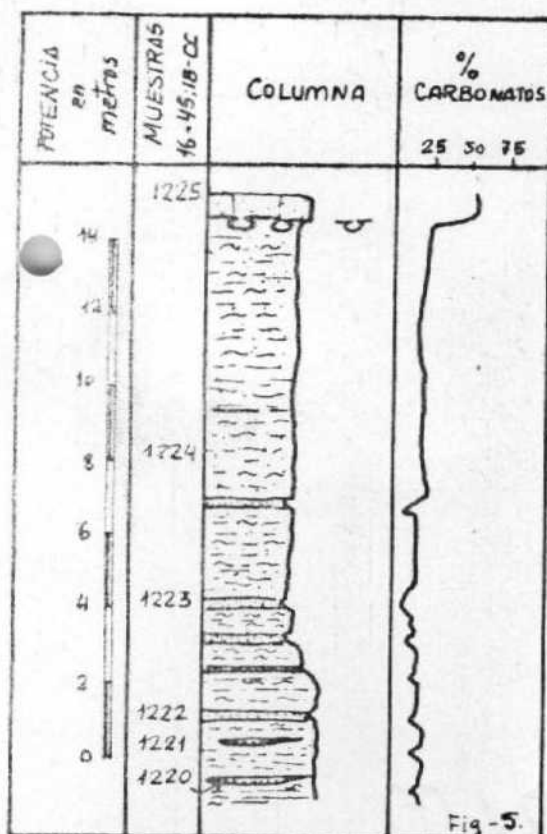 POTENCIA
en
metros
MUESTRAS
16-45.18-CC
COLUMNA
%
CARBONATOS
25 30 75
1225
14
12
10
1224
8
6
1223
4
2
1222
1221
0
1220
Fig-5.